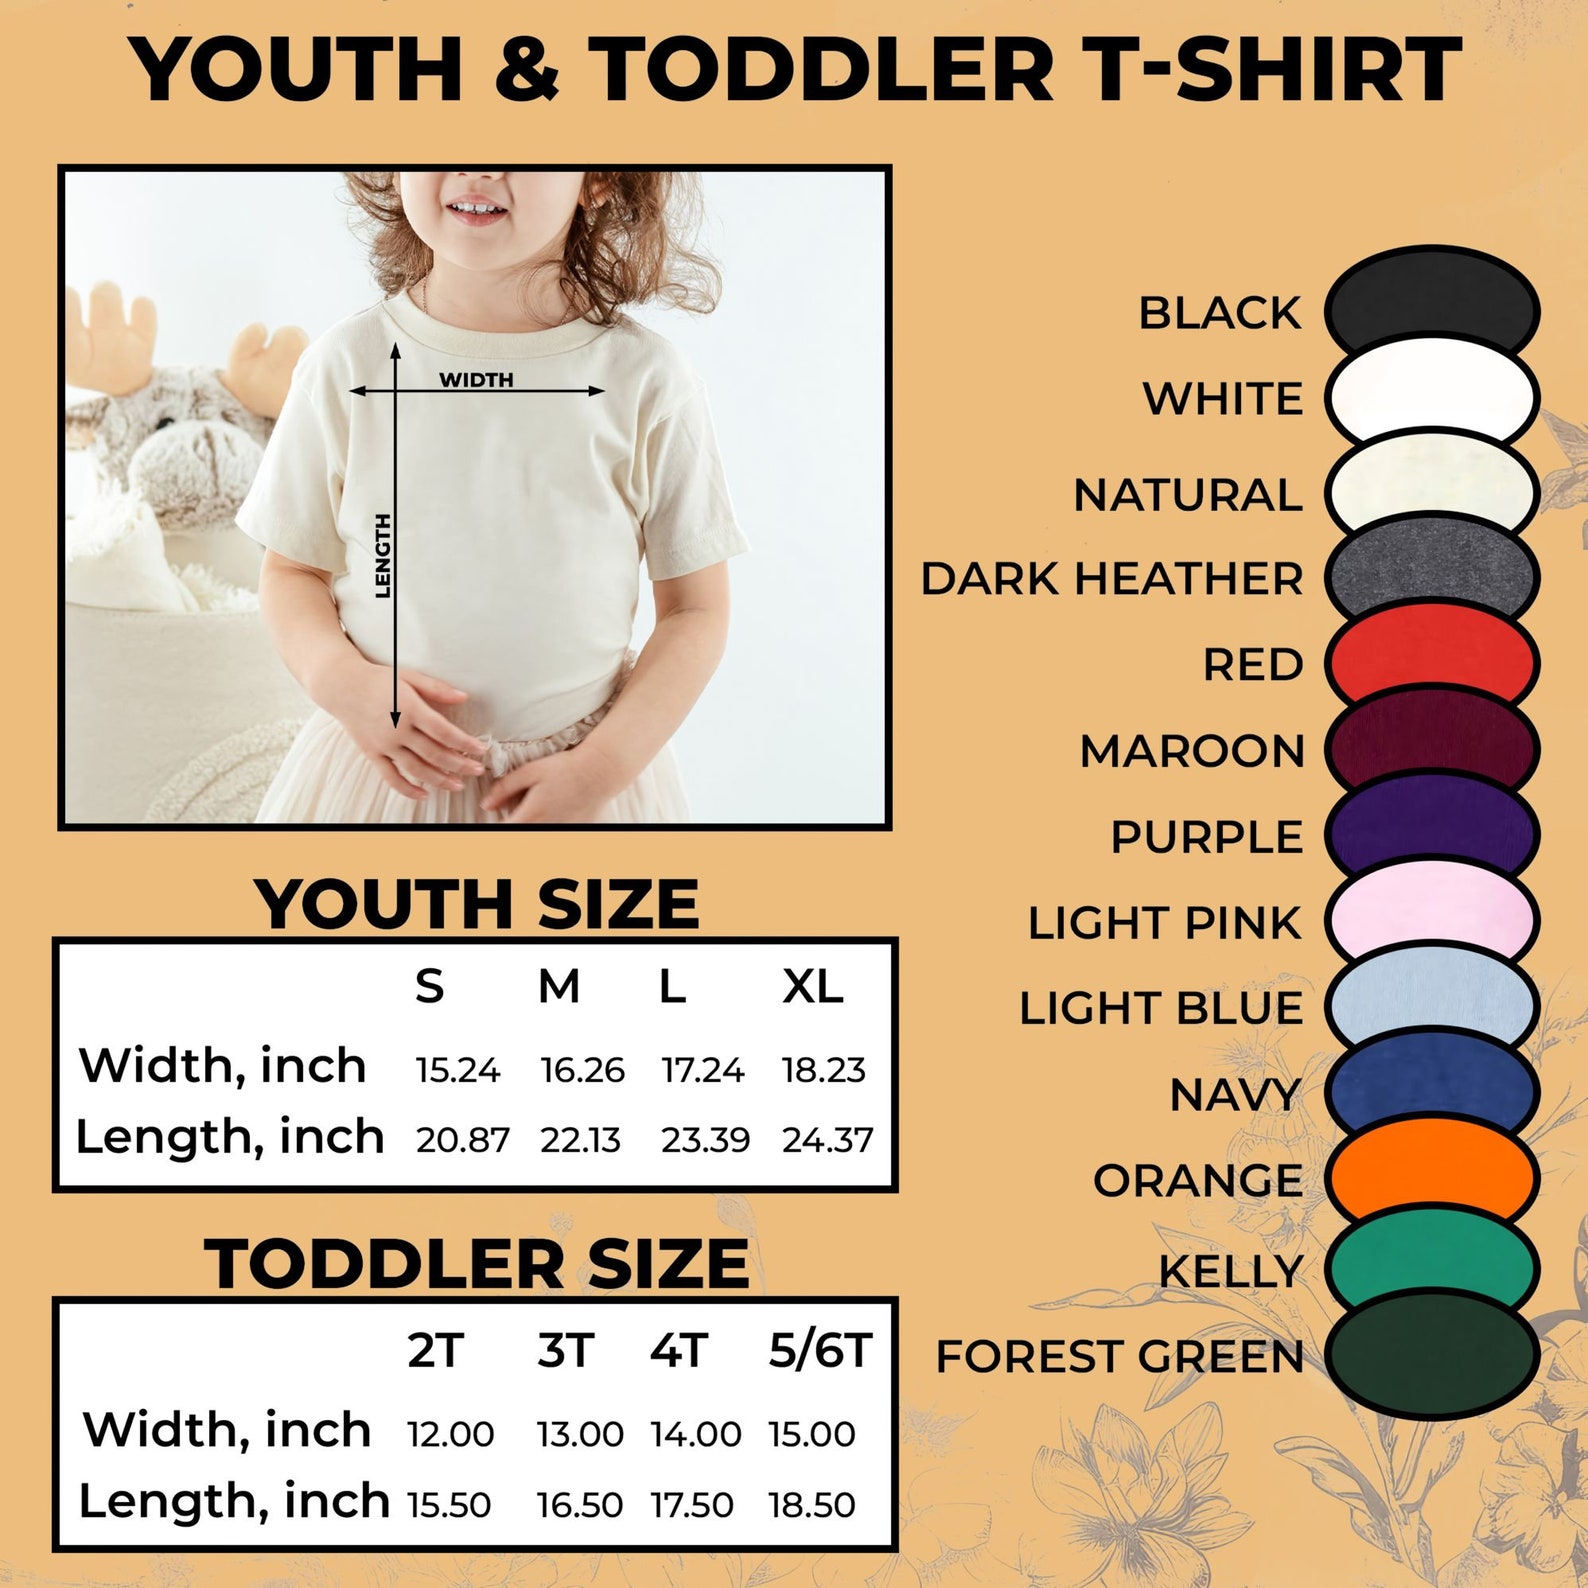 YOUTH & TODDLER T-SHIRT
WIDTH
LENGTH
BLACK
WHITE
NATURAL
DARK HEATHER
RED
MAROON
PURPLE
LIGHT PINK
LIGHT BLUE
NAVY
ORANGE
KELLY
FOREST GREEN
YOUTH SIZE
S M L XL
Width, inch 15.24 16.26 17.24 18.23
Length, inch 20.87 22.13 23.39 24.37
TODDLER SIZE
2T 3T 4T 5/6T
Width, inch 12.00 13.00 14.00 15.00
Length, inch 15.50 16.50 17.50 18.50